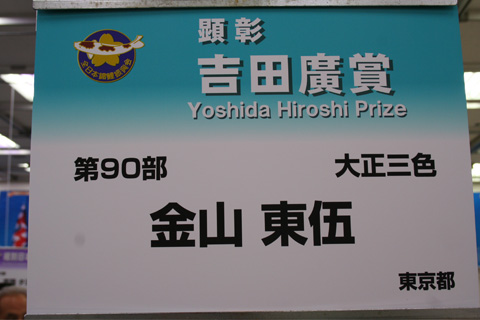 顕彰
吉田廣賞
Yoshida Hiroshi Prize
第90部
大正三色
金山 東伍
東京都